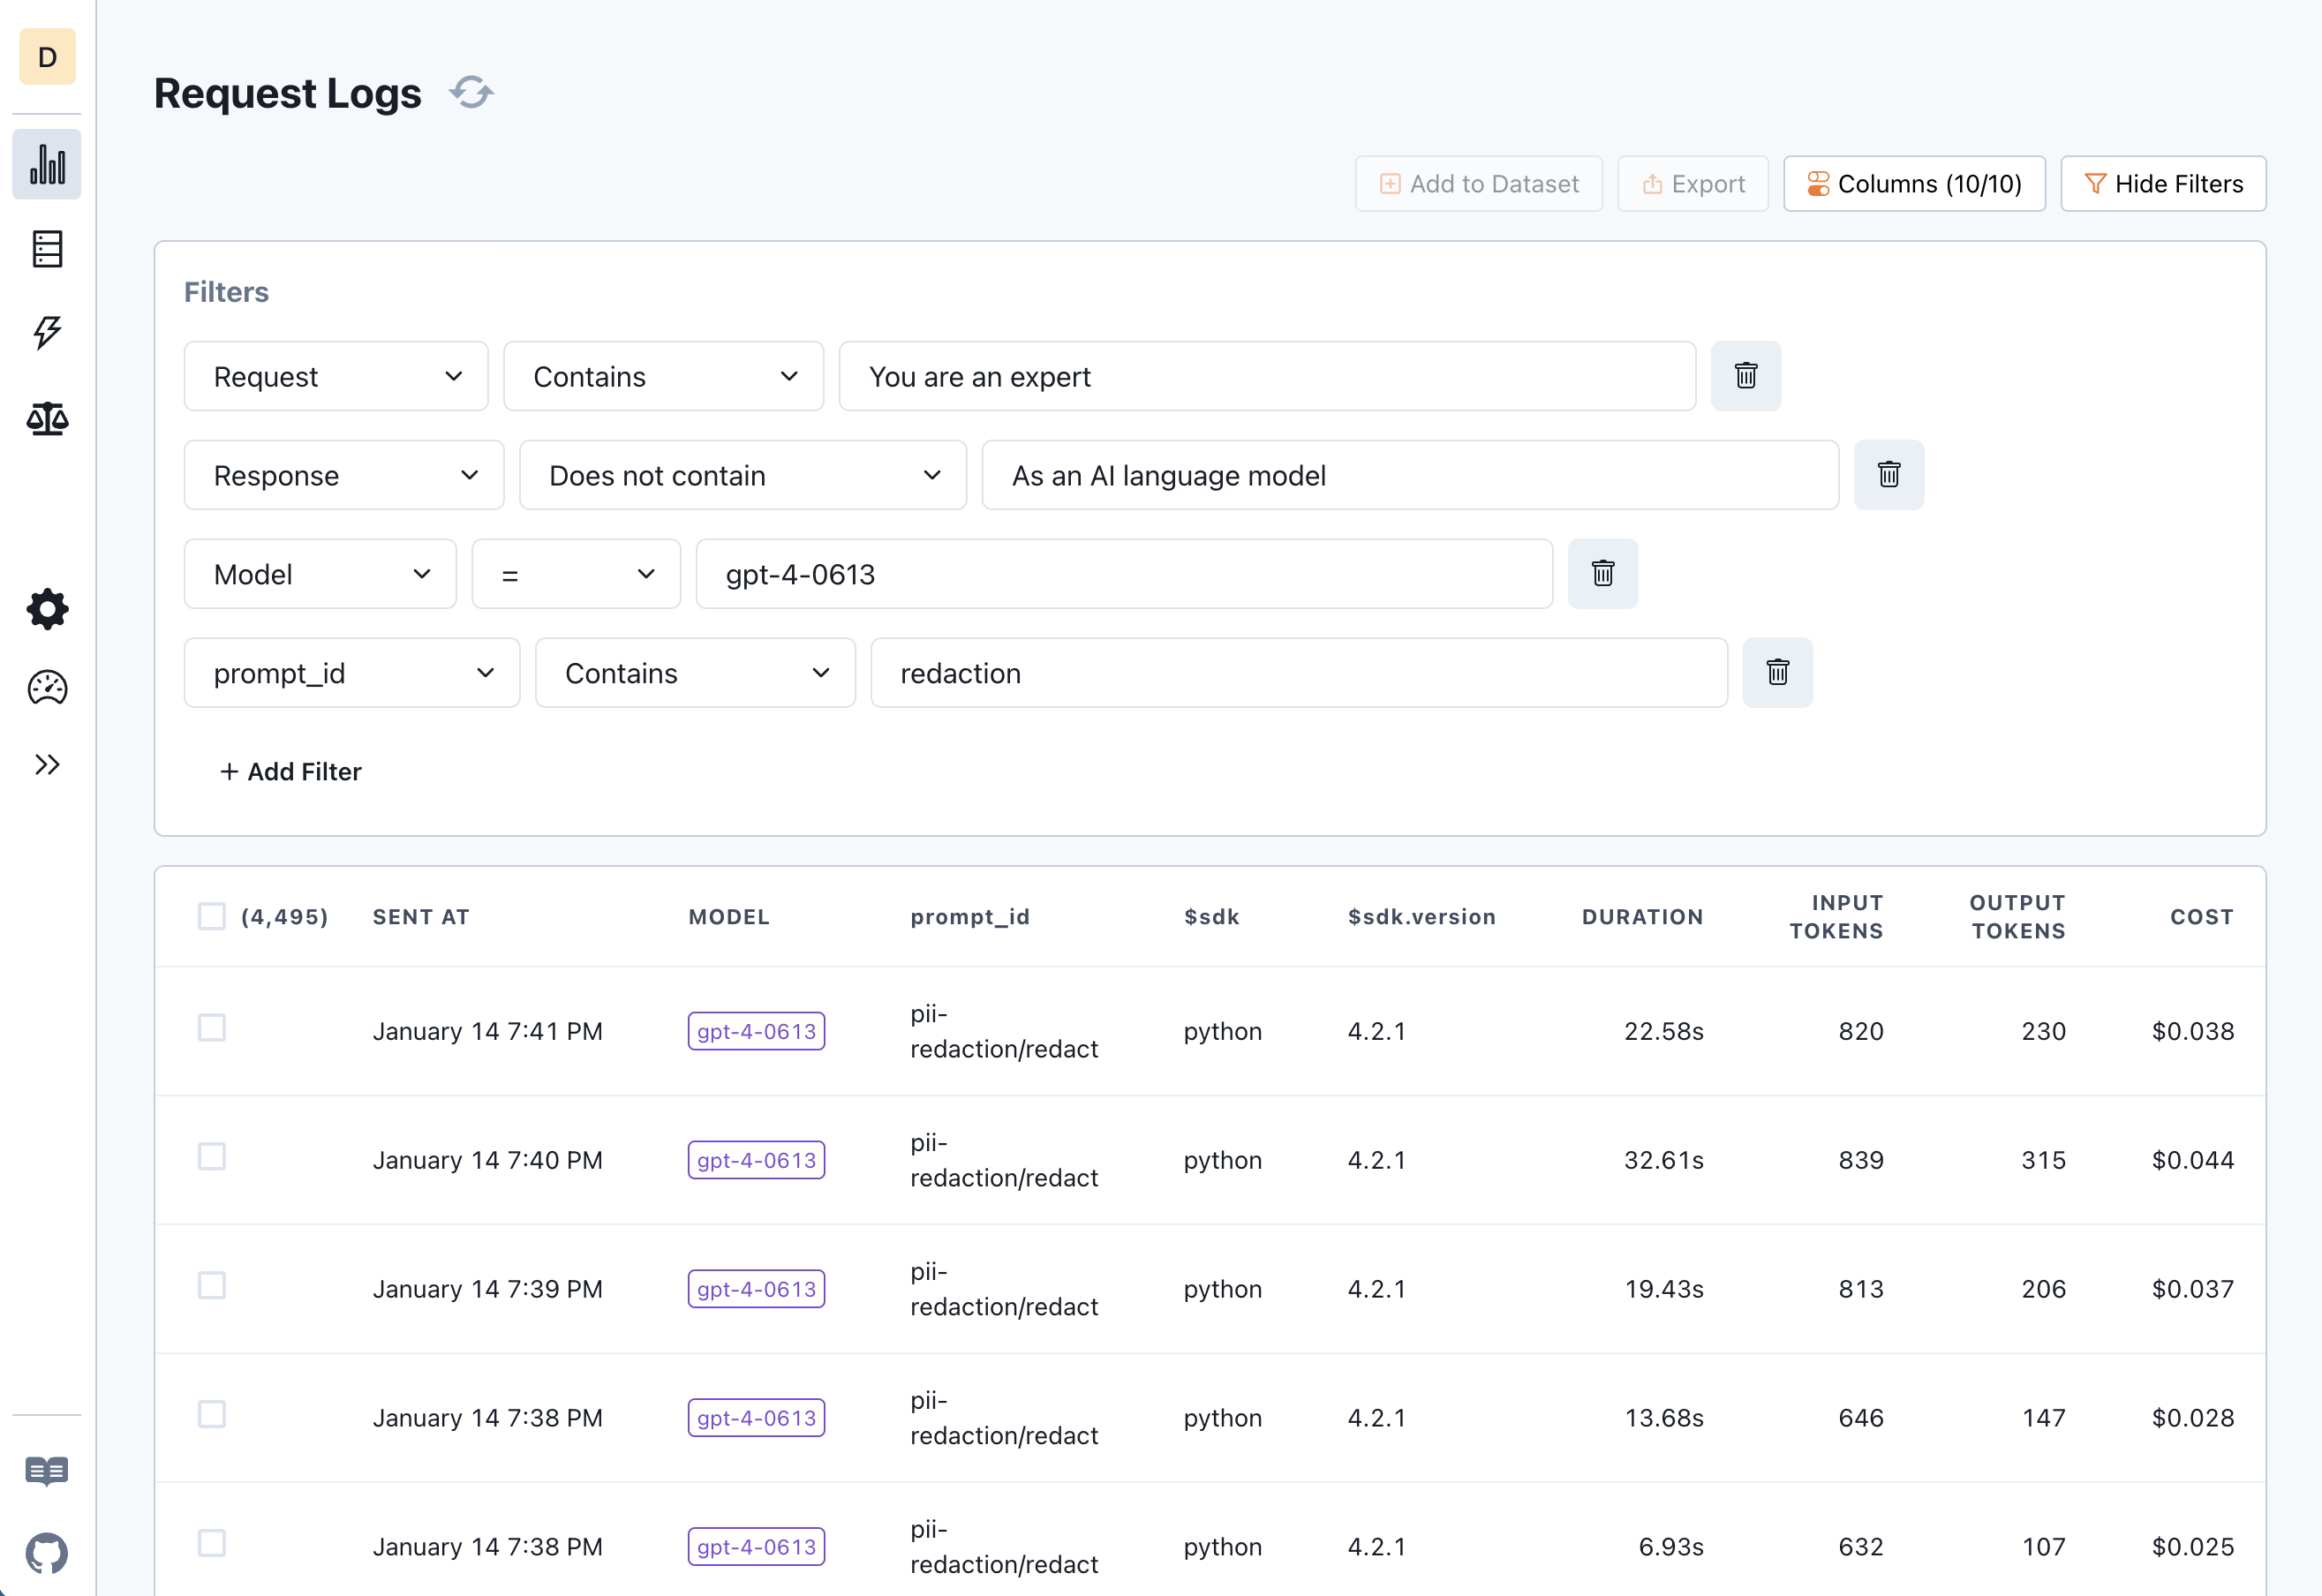 D
Request Logs
Add to Dataset
Export
Columns (10/10)
Hide Filters
Filters
Request Contains You are an expert
Response Does not contain As an AI language model
Model = gpt-4-0613
prompt_id Contains redaction
+ Add Filter
(4,495) SENT AT MODEL prompt_id $sdk $sdk.version DURATION INPUT TOKENS OUTPUT TOKENS COST
January 14 7:41 PM gpt-4-0613 pii-redaction/redact python 4.2.1 22.58s 820 230 $0.038
January 14 7:40 PM gpt-4-0613 pii-redaction/redact python 4.2.1 32.61s 839 315 $0.044
January 14 7:39 PM gpt-4-0613 pii-redaction/redact python 4.2.1 19.43s 813 206 $0.037
January 14 7:38 PM gpt-4-0613 pii-redaction/redact python 4.2.1 13.68s 646 147 $0.028
January 14 7:38 PM gpt-4-0613 pii-redaction/redact python 4.2.1 6.93s 632 107 $0.025